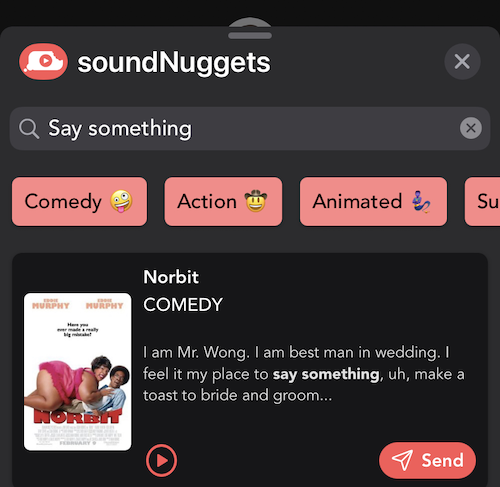 soundNuggets
Say something
Comedy 🤪 Action 🤠 Animated 🧞‍♂️ Su
Norbit
COMEDY
I am Mr. Wong. I am best man in wedding. I
feel it my place to say something, uh, make a
toast to bride and groom...
EDDIE MURPHY EDDIE MURPHY
Have you
ever made a really
big mistake?
NORBIT
FEBRUARY 9
Send